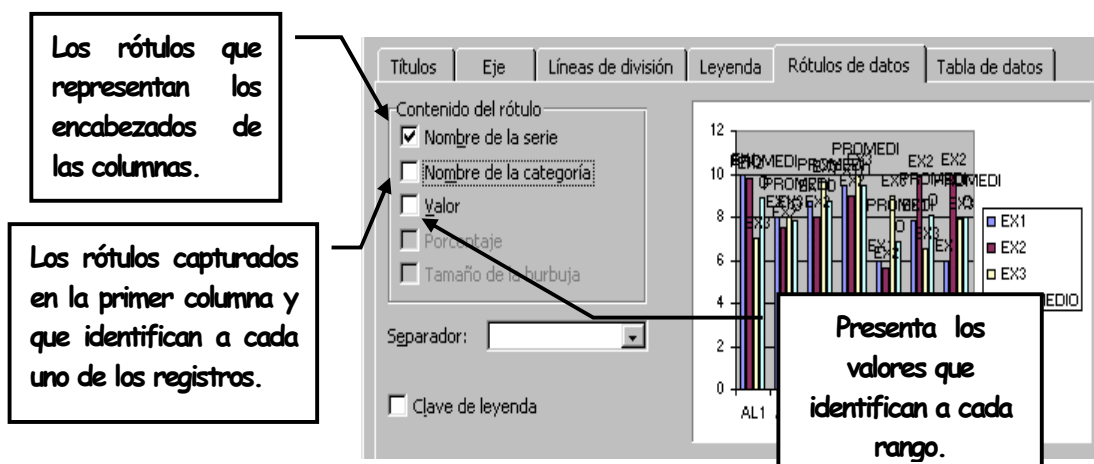 Los rótulos que
representan los
encabezados de
las columnas.
Los rótulos capturados
en la primer columna y
que identifican a cada
uno de los registros.
Títulos Eje Líneas de división Leyenda Rótulos de datos Tabla de datos
Contenido del rótulo
Nombre de la serie
Nombre de la categoría
Valor
Porcentaje
Tamaño de la burbuja
Separador:
Clave de leyenda
12
10
8
6
4
2
0
AL1
PROMEDI
EX2 EX2
EX1
EX2
EX3
Presenta los
valores que
identifican a cada
rango.